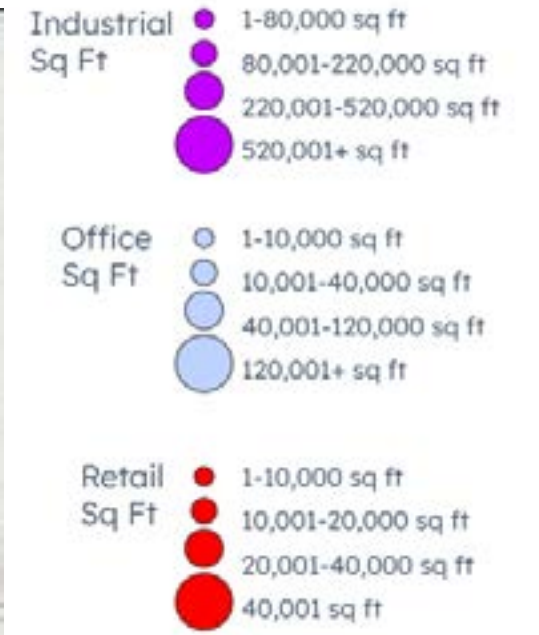 Industrial
Sq Ft
1-80,000 sq ft
80,001-220,000 sq ft
220,001-520,000 sq ft
520,001+ sq ft
Office
Sq Ft
1-10,000 sq ft
10,001-40,000 sq ft
40,001-120,000 sq ft
120,001+ sq ft
Retail
Sq Ft
1-10,000 sq ft
10,001-20,000 sq ft
20,001-40,000 sq ft
40,001 sq ft